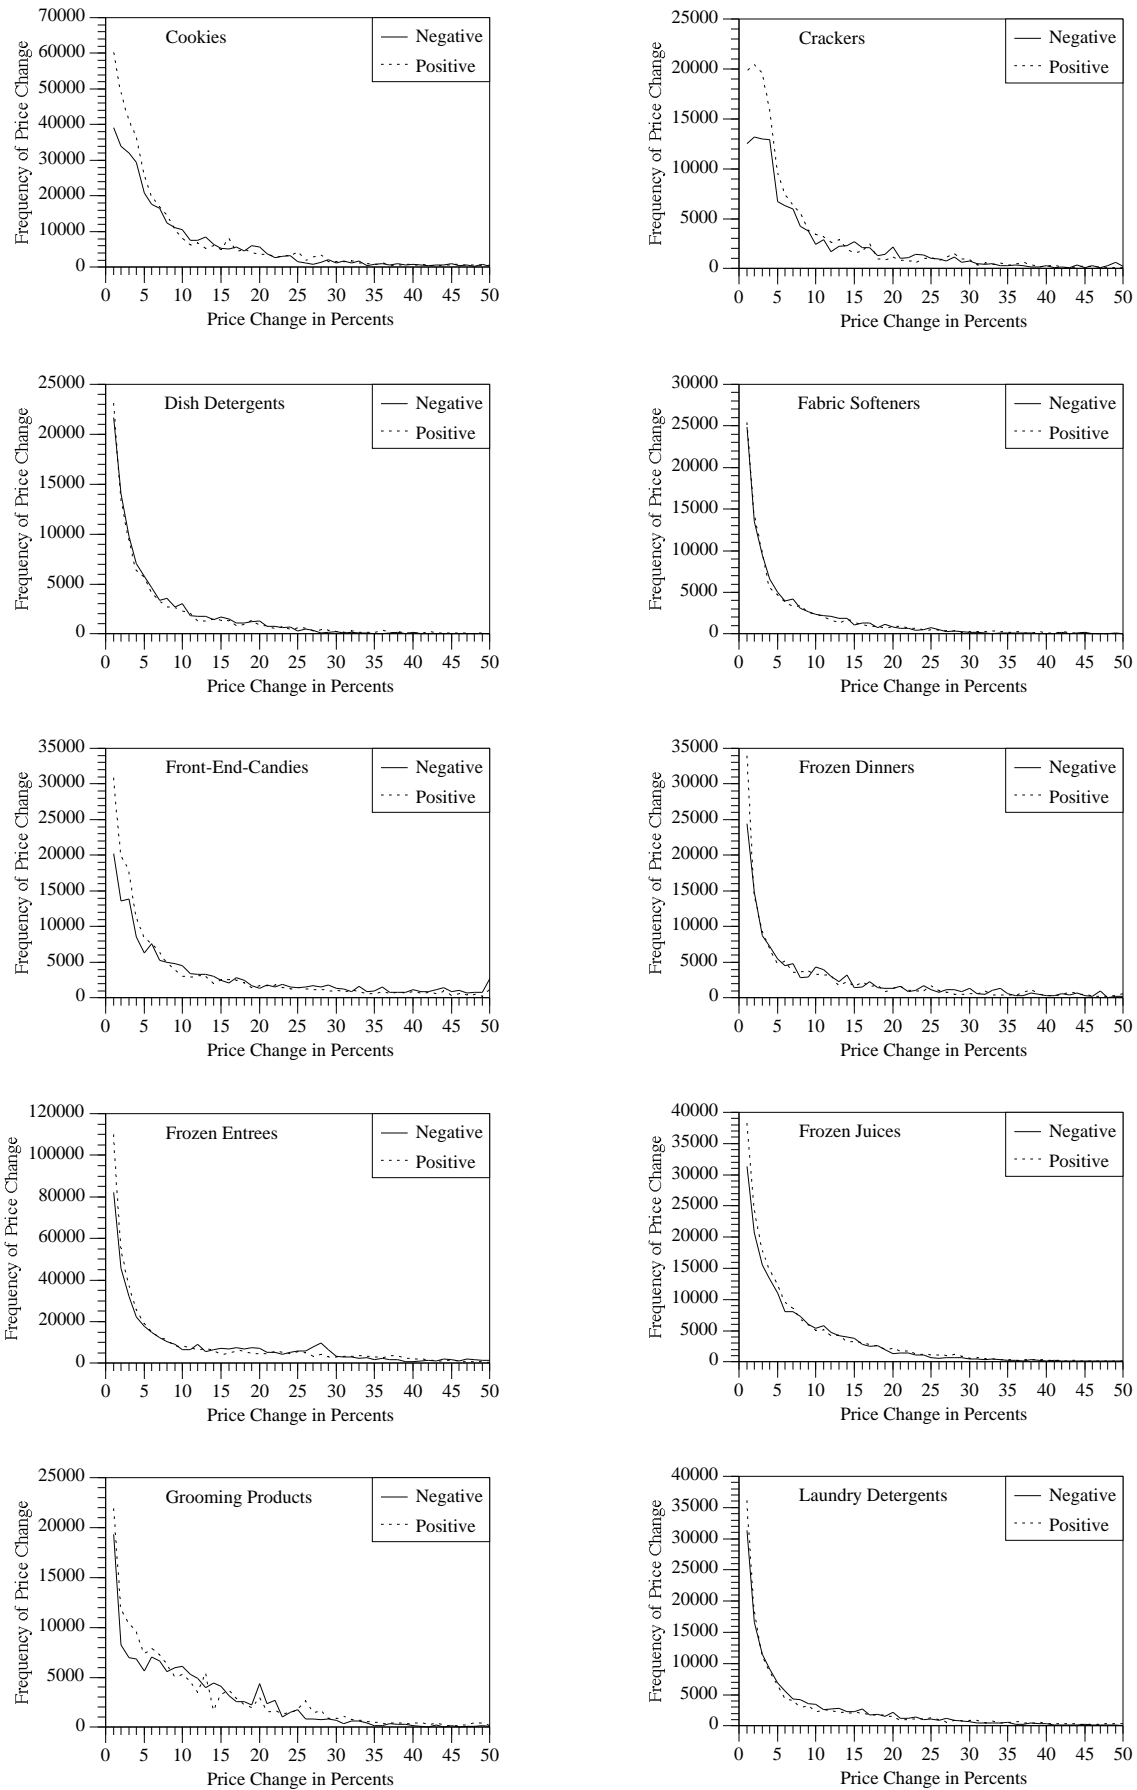 Cookies
Negative
Positive
Frequency of Price Change
70000
60000
50000
40000
30000
20000
10000
0
0 5 10 15 20 25 30 35 40 45 50
Price Change in Percents
Crackers
Negative
Positive
Frequency of Price Change
25000
20000
15000
10000
5000
0
0 5 10 15 20 25 30 35 40 45 50
Price Change in Percents
Dish Detergents
Negative
Positive
Frequency of Price Change
25000
20000
15000
10000
5000
0
0 5 10 15 20 25 30 35 40 45 50
Price Change in Percents
Fabric Softeners
Negative
Positive
Frequency of Price Change
30000
25000
20000
15000
10000
5000
0
0 5 10 15 20 25 30 35 40 45 50
Price Change in Percents
Front-End-Candies
Negative
Positive
Frequency of Price Change
35000
30000
25000
20000
15000
10000
5000
0
0 5 10 15 20 25 30 35 40 45 50
Price Change in Percents
Frozen Dinners
Negative
Positive
Frequency of Price Change
35000
30000
25000
20000
15000
10000
5000
0
0 5 10 15 20 25 30 35 40 45 50
Price Change in Percents
Frozen Entrees
Negative
Positive
Frequency of Price Change
120000
100000
80000
60000
40000
20000
0
0 5 10 15 20 25 30 35 40 45 50
Price Change in Percents
Frozen Juices
Negative
Positive
Frequency of Price Change
40000
35000
30000
25000
20000
15000
10000
5000
0
0 5 10 15 20 25 30 35 40 45 50
Price Change in Percents
Grooming Products
Negative
Positive
Frequency of Price Change
25000
20000
15000
10000
5000
0
0 5 10 15 20 25 30 35 40 45 50
Price Change in Percents
Laundry Detergents
Negative
Positive
Frequency of Price Change
40000
35000
30000
25000
20000
15000
10000
5000
0
0 5 10 15 20 25 30 35 40 45 50
Price Change in Percents